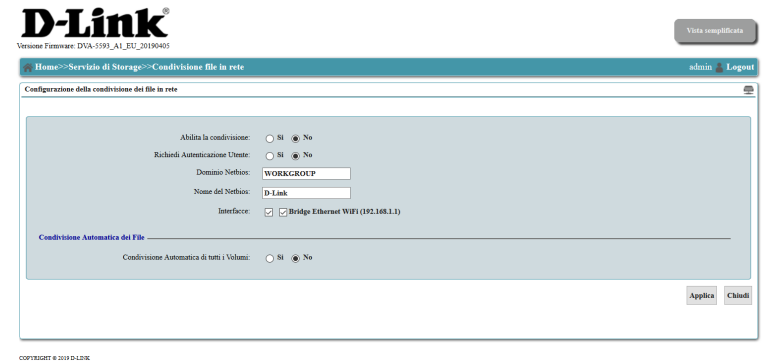 D-Link®
Versione Firmware: DVA-5593_A1_EU_20190405
Vista semplificata
Home>>Servizio di Storage>>Condivisione file in rete
admin Logout
Configurazione della condivisione dei file in rete
Abilita la condivisione: Sì No
Richiedi Autenticazione Utente: Sì No
Dominio Netbios: WORKGROUP
Nome del Netbios: D-Link
Interfacce: Bridge Ethernet WiFi (192.168.1.1)
Condivisione Automatica dei File
Condivisione Automatica di tutti i Volumi: Sì No
Applica Chiudi
COPYRIGHT © 2019 D-LINK